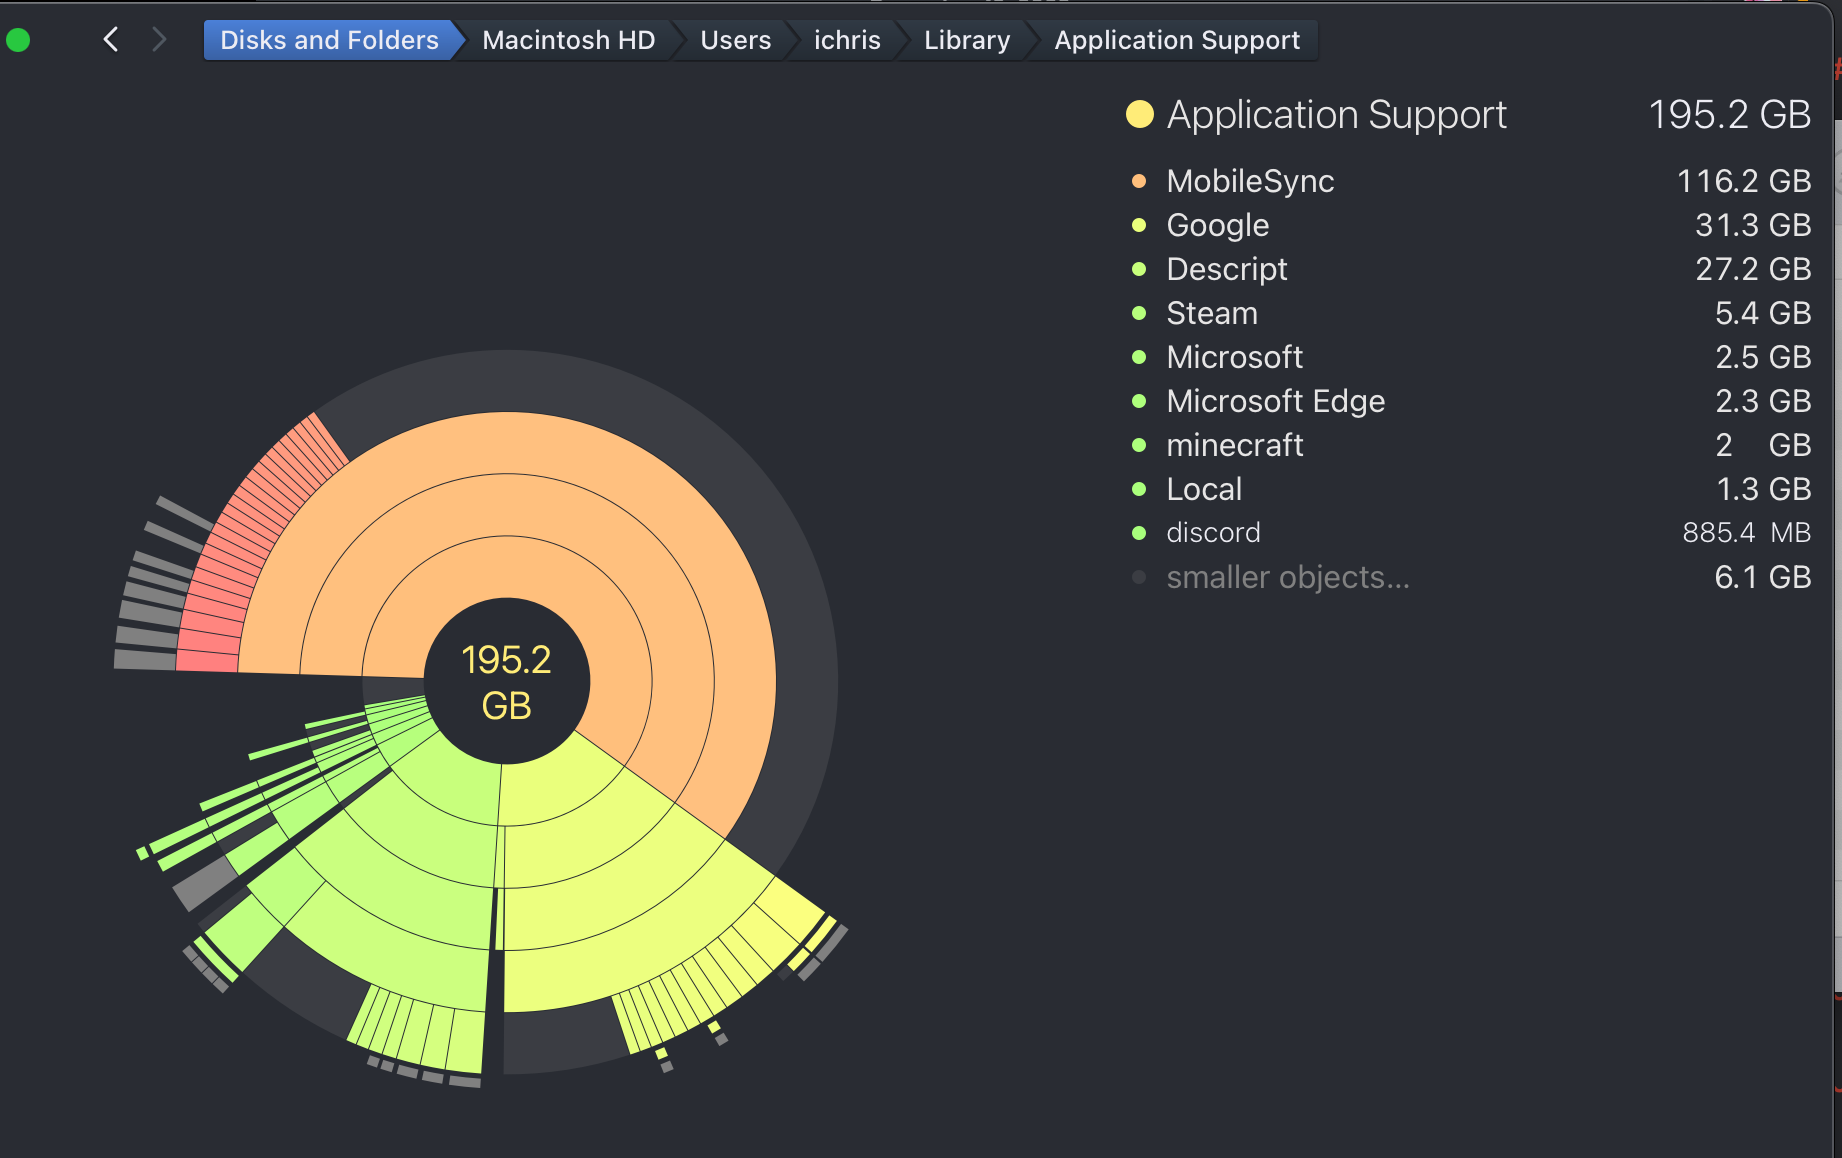 Disks and Folders Macintosh HD Users ichris Library Application Support
Application Support 195.2 GB
MobileSync 116.2 GB
Google 31.3 GB
Descript 27.2 GB
Steam 5.4 GB
Microsoft 2.5 GB
Microsoft Edge 2.3 GB
minecraft 2 GB
Local 1.3 GB
discord 885.4 MB
smaller objects... 6.1 GB
195.2
GB